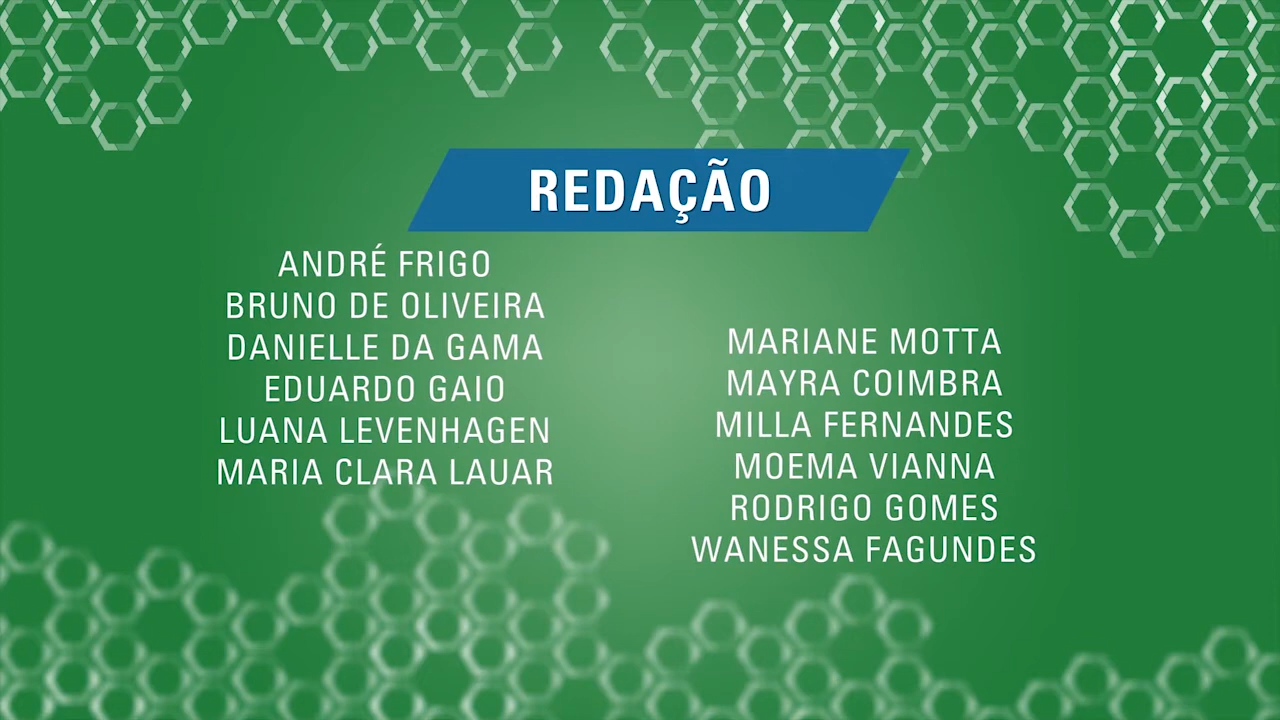 REDAÇÃO
ANDRÉ FRIGO
BRUNO DE OLIVEIRA
DANIELLE DA GAMA
EDUARDO GAIO
LUANA LEVENHAGEN
MARIA CLARA LAUAR
MARIANE MOTTA
MAYRA COIMBRA
MILLA FERNANDES
MOEMA VIANNA
RODRIGO GOMES
WANESSA FAGUNDES